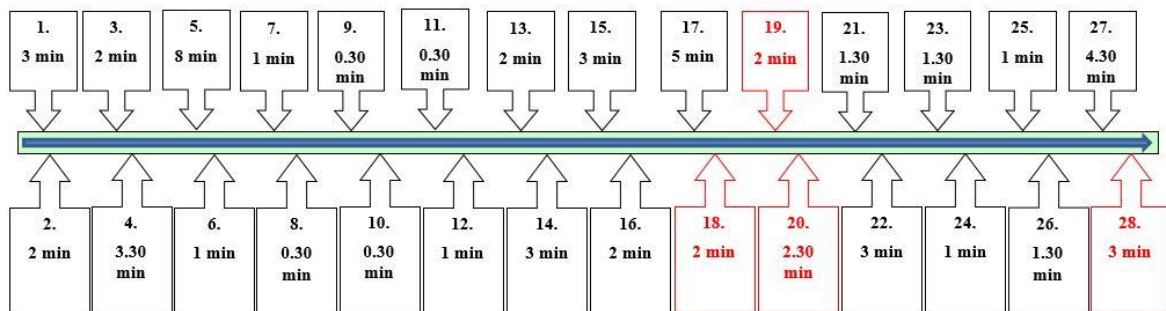 1.
3 min
3.
2 min
5.
8 min
7.
1 min
9.
0.30
min
11.
0.30
min
13.
2 min
15.
3 min
17.
5 min
19.
2 min
21.
1.30
min
23.
1.30
min
25.
1 min
27.
4.30
min
2.
2 min
4.
3.30
min
6.
1 min
8.
0.30
min
10.
0.30
min
12.
1 min
14.
3 min
16.
2 min
18.
2 min
20.
2.30
min
22.
3 min
24.
1 min
26.
1.30
min
28.
3 min